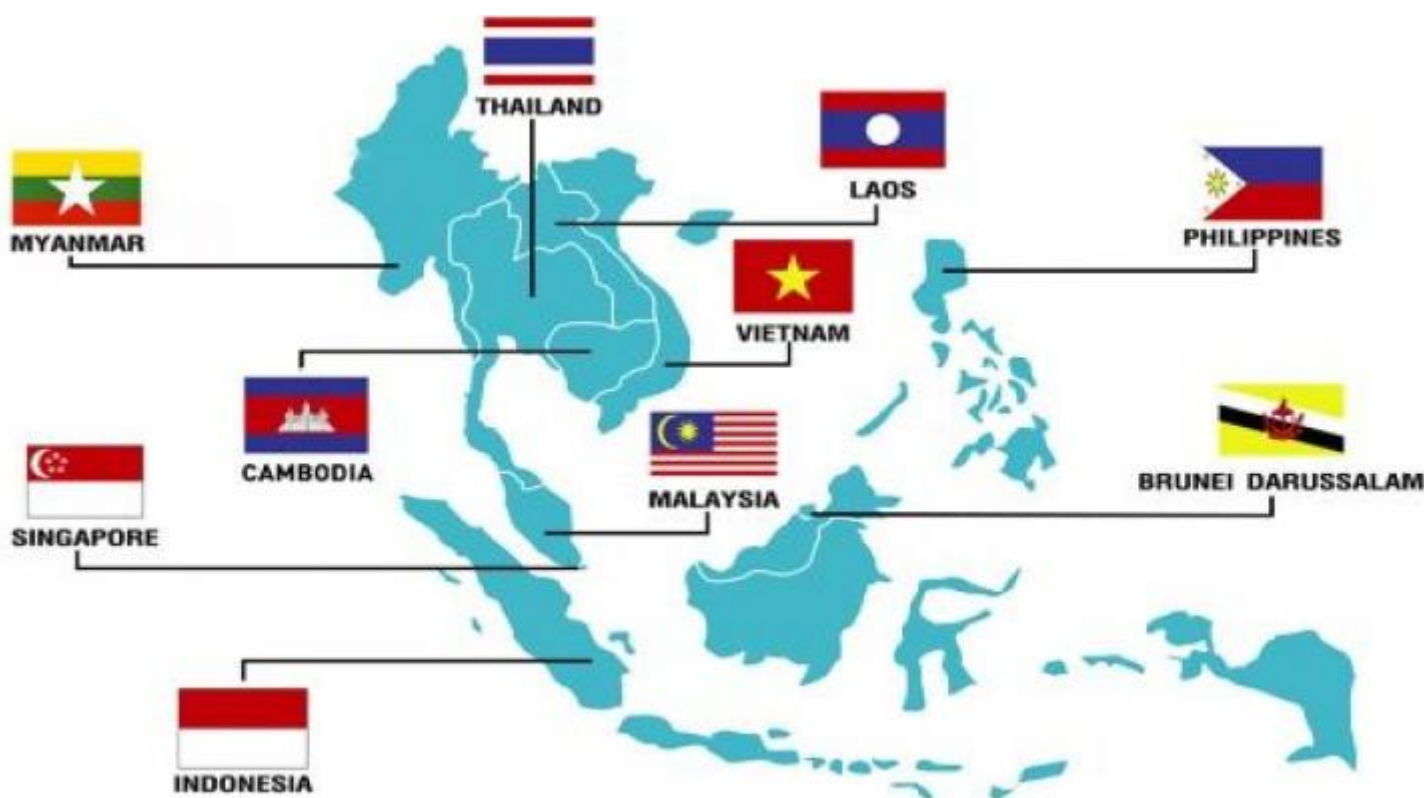 THAILAND
LAOS
MYANMAR
PHILIPPINES
VIETNAM
CAMBODIA
MALAYSIA
BRUNEI DARUSSALAM
SINGAPORE
INDONESIA